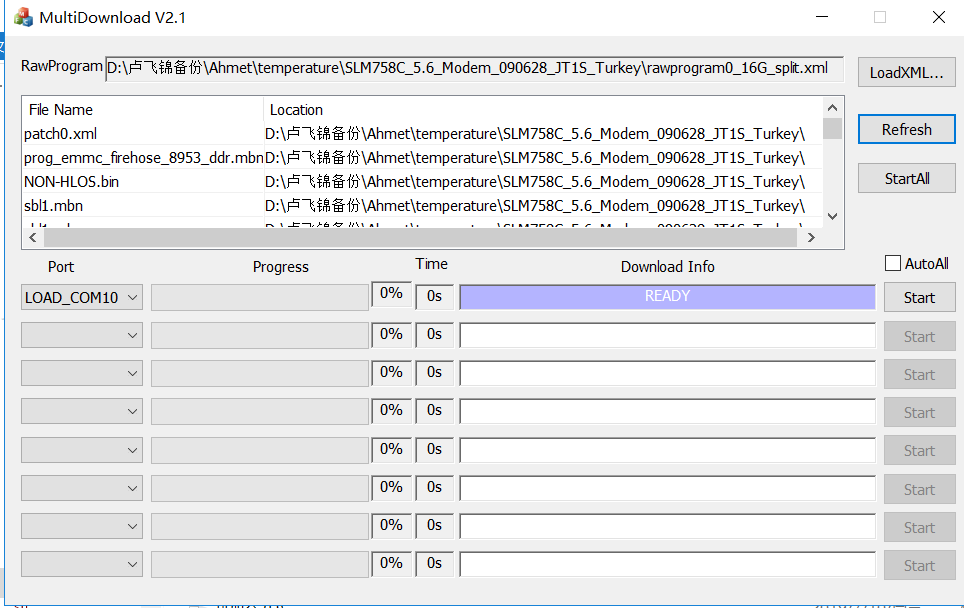 MultiDownload V2.1
RawProgram D:\卢飞锦备份\Ahmet\temperature\SLM758C_5.6_Modem_090628_JT1S_Turkey\rawprogram0_16G_split.xml LoadXML...
File Name Location
patch0.xml D:\卢飞锦备份\Ahmet\temperature\SLM758C_5.6_Modem_090628_JT1S_Turkey\
Refresh
prog_emmc_firehose_8953_ddr.mbn D:\卢飞锦备份\Ahmet\temperature\SLM758C_5.6_Modem_090628_JT1S_Turkey\
NON-HLOS.bin D:\卢飞锦备份\Ahmet\temperature\SLM758C_5.6_Modem_090628_JT1S_Turkey\
StartAll
sbl1.mbn D:\卢飞锦备份\Ahmet\temperature\SLM758C_5.6_Modem_090628_JT1S_Turkey\
Port Progress Time Download Info AutoAll
LOAD_COM10 0% 0s READY Start
0% 0s Start
0% 0s Start
0% 0s Start
0% 0s Start
0% 0s Start
0% 0s Start
0% 0s Start